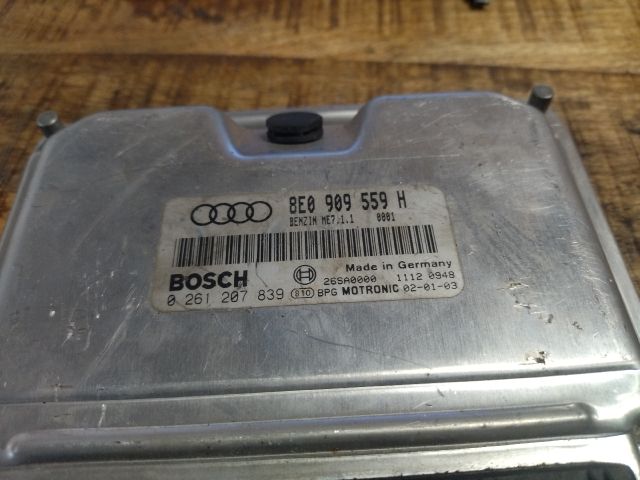 8E0 909 559 H
BENZIN ME7.1.1 0001
Made in Germany
BOSCH 26SA0000 1112 0948
0 261 207 839 810 BPG MOTRONIC 02-01-03